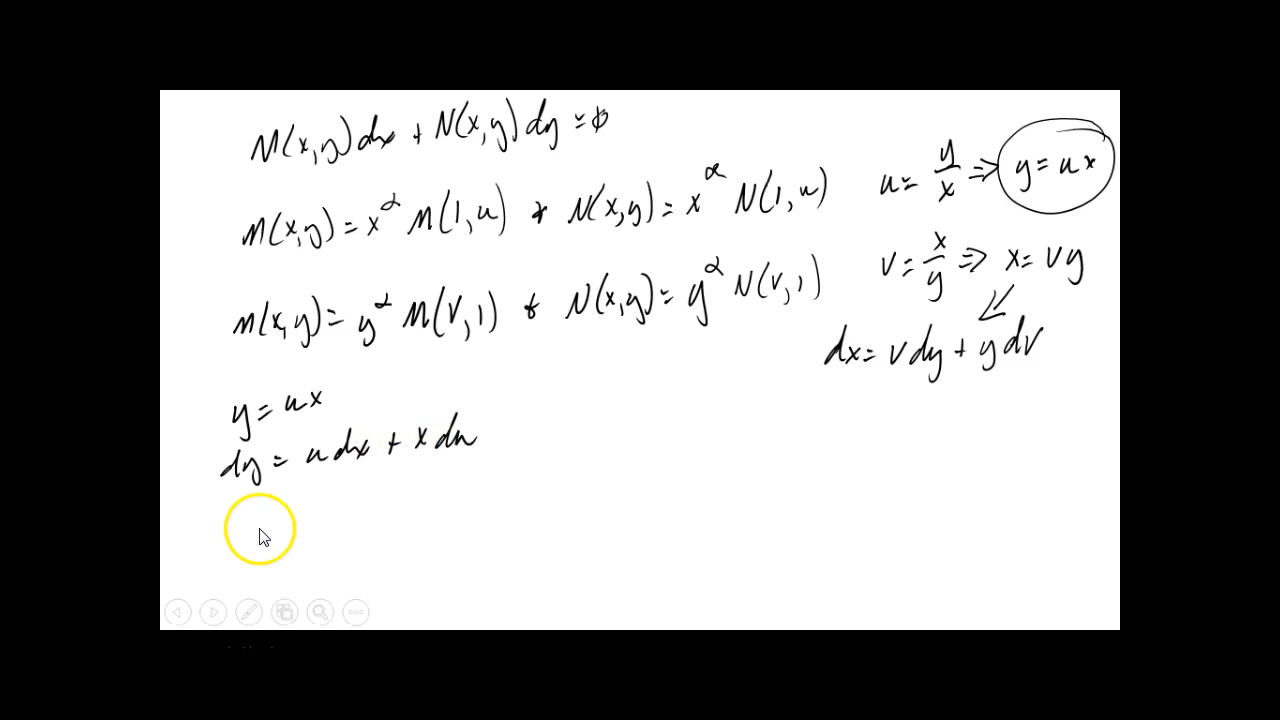 M(x,y)dx + N(x,y)dy = 0
M(x,y) = x^α M(1,u) + N(x,y) = x^α N(1,u)
M(x,y) = y^α M(v,1) + N(x,y) = y^α N(v,1)
y = ux
dy = u dx + x du
u = y/x ⇒ y = ux
v = x/y ⇒ x = vy
dx = v dy + y dv